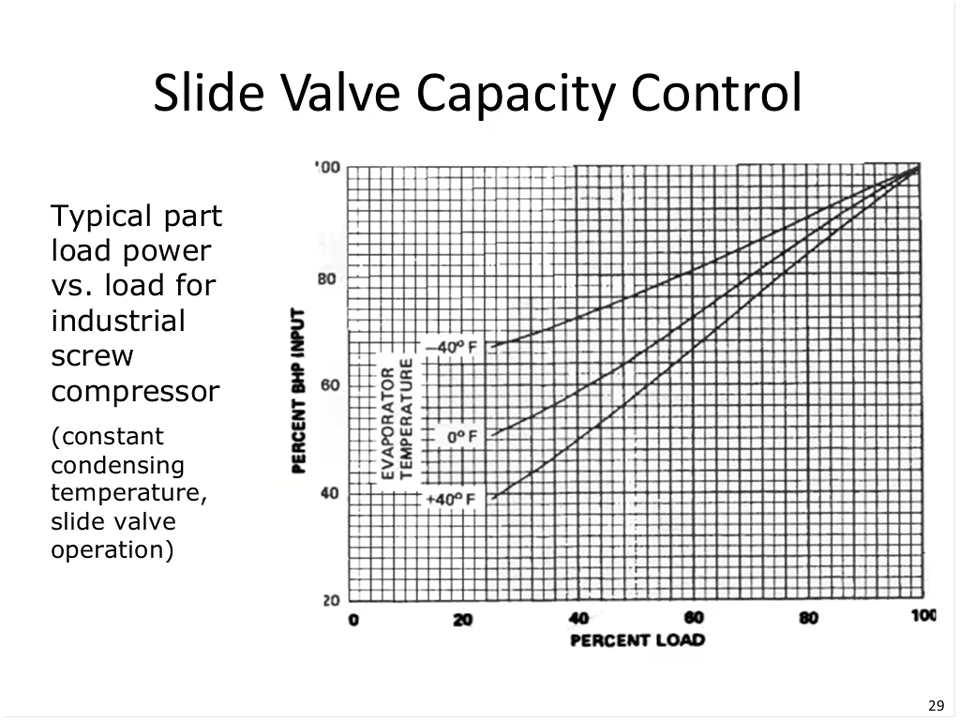 Slide Valve Capacity Control
Typical part
load power
vs. load for
industrial
screw
compressor
(constant
condensing
temperature,
slide valve
operation)
PERCENT BHP INPUT
100
80
60
40
20
EVAPORATOR
TEMPERATURE
–40° F
0° F
+40° F
0 20 40 60 80 100
PERCENT LOAD
29